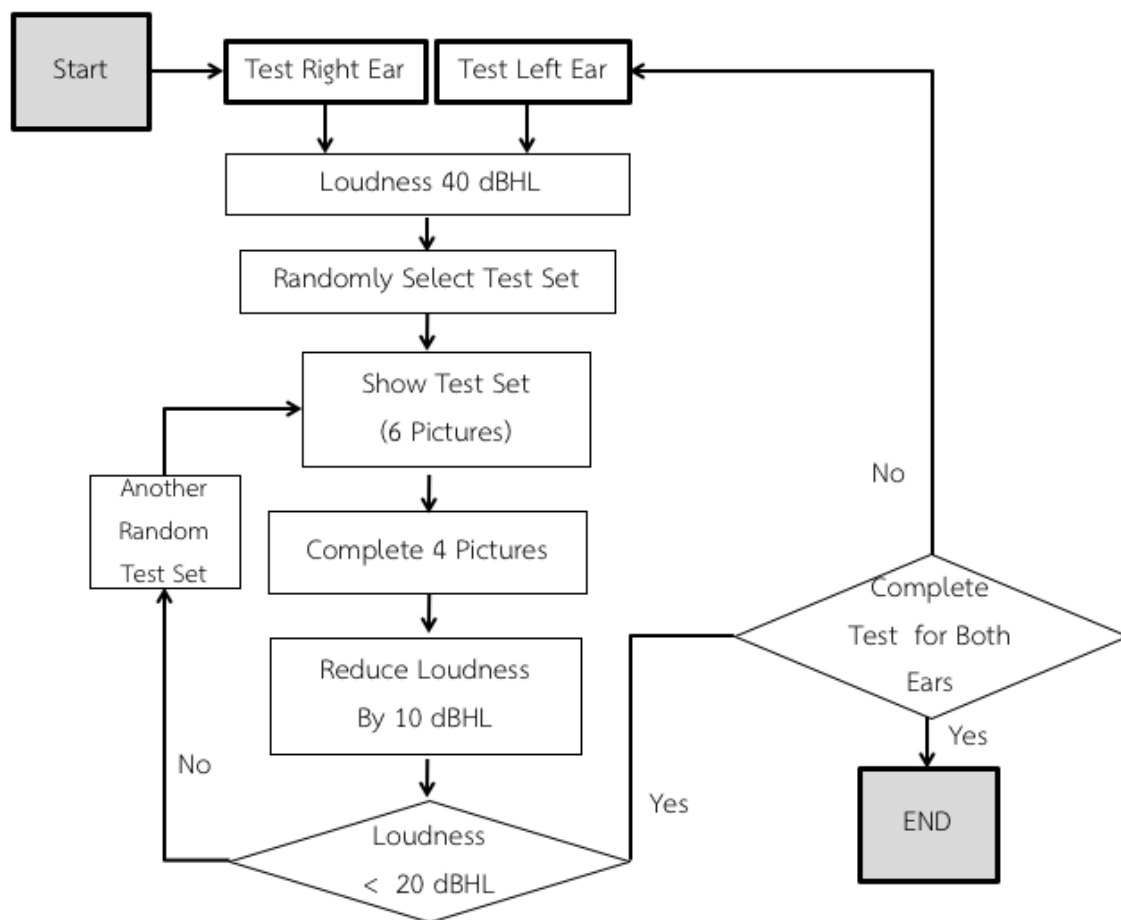 Start
Test Right Ear
Test Left Ear
Loudness 40 dBHL
Randomly Select Test Set
Show Test Set
(6 Pictures)
Another
Random
Test Set
Complete 4 Pictures
Reduce Loudness
By 10 dBHL
No
Loudness
< 20 dBHL
Yes
No
Complete
Test for Both
Ears
Yes
END